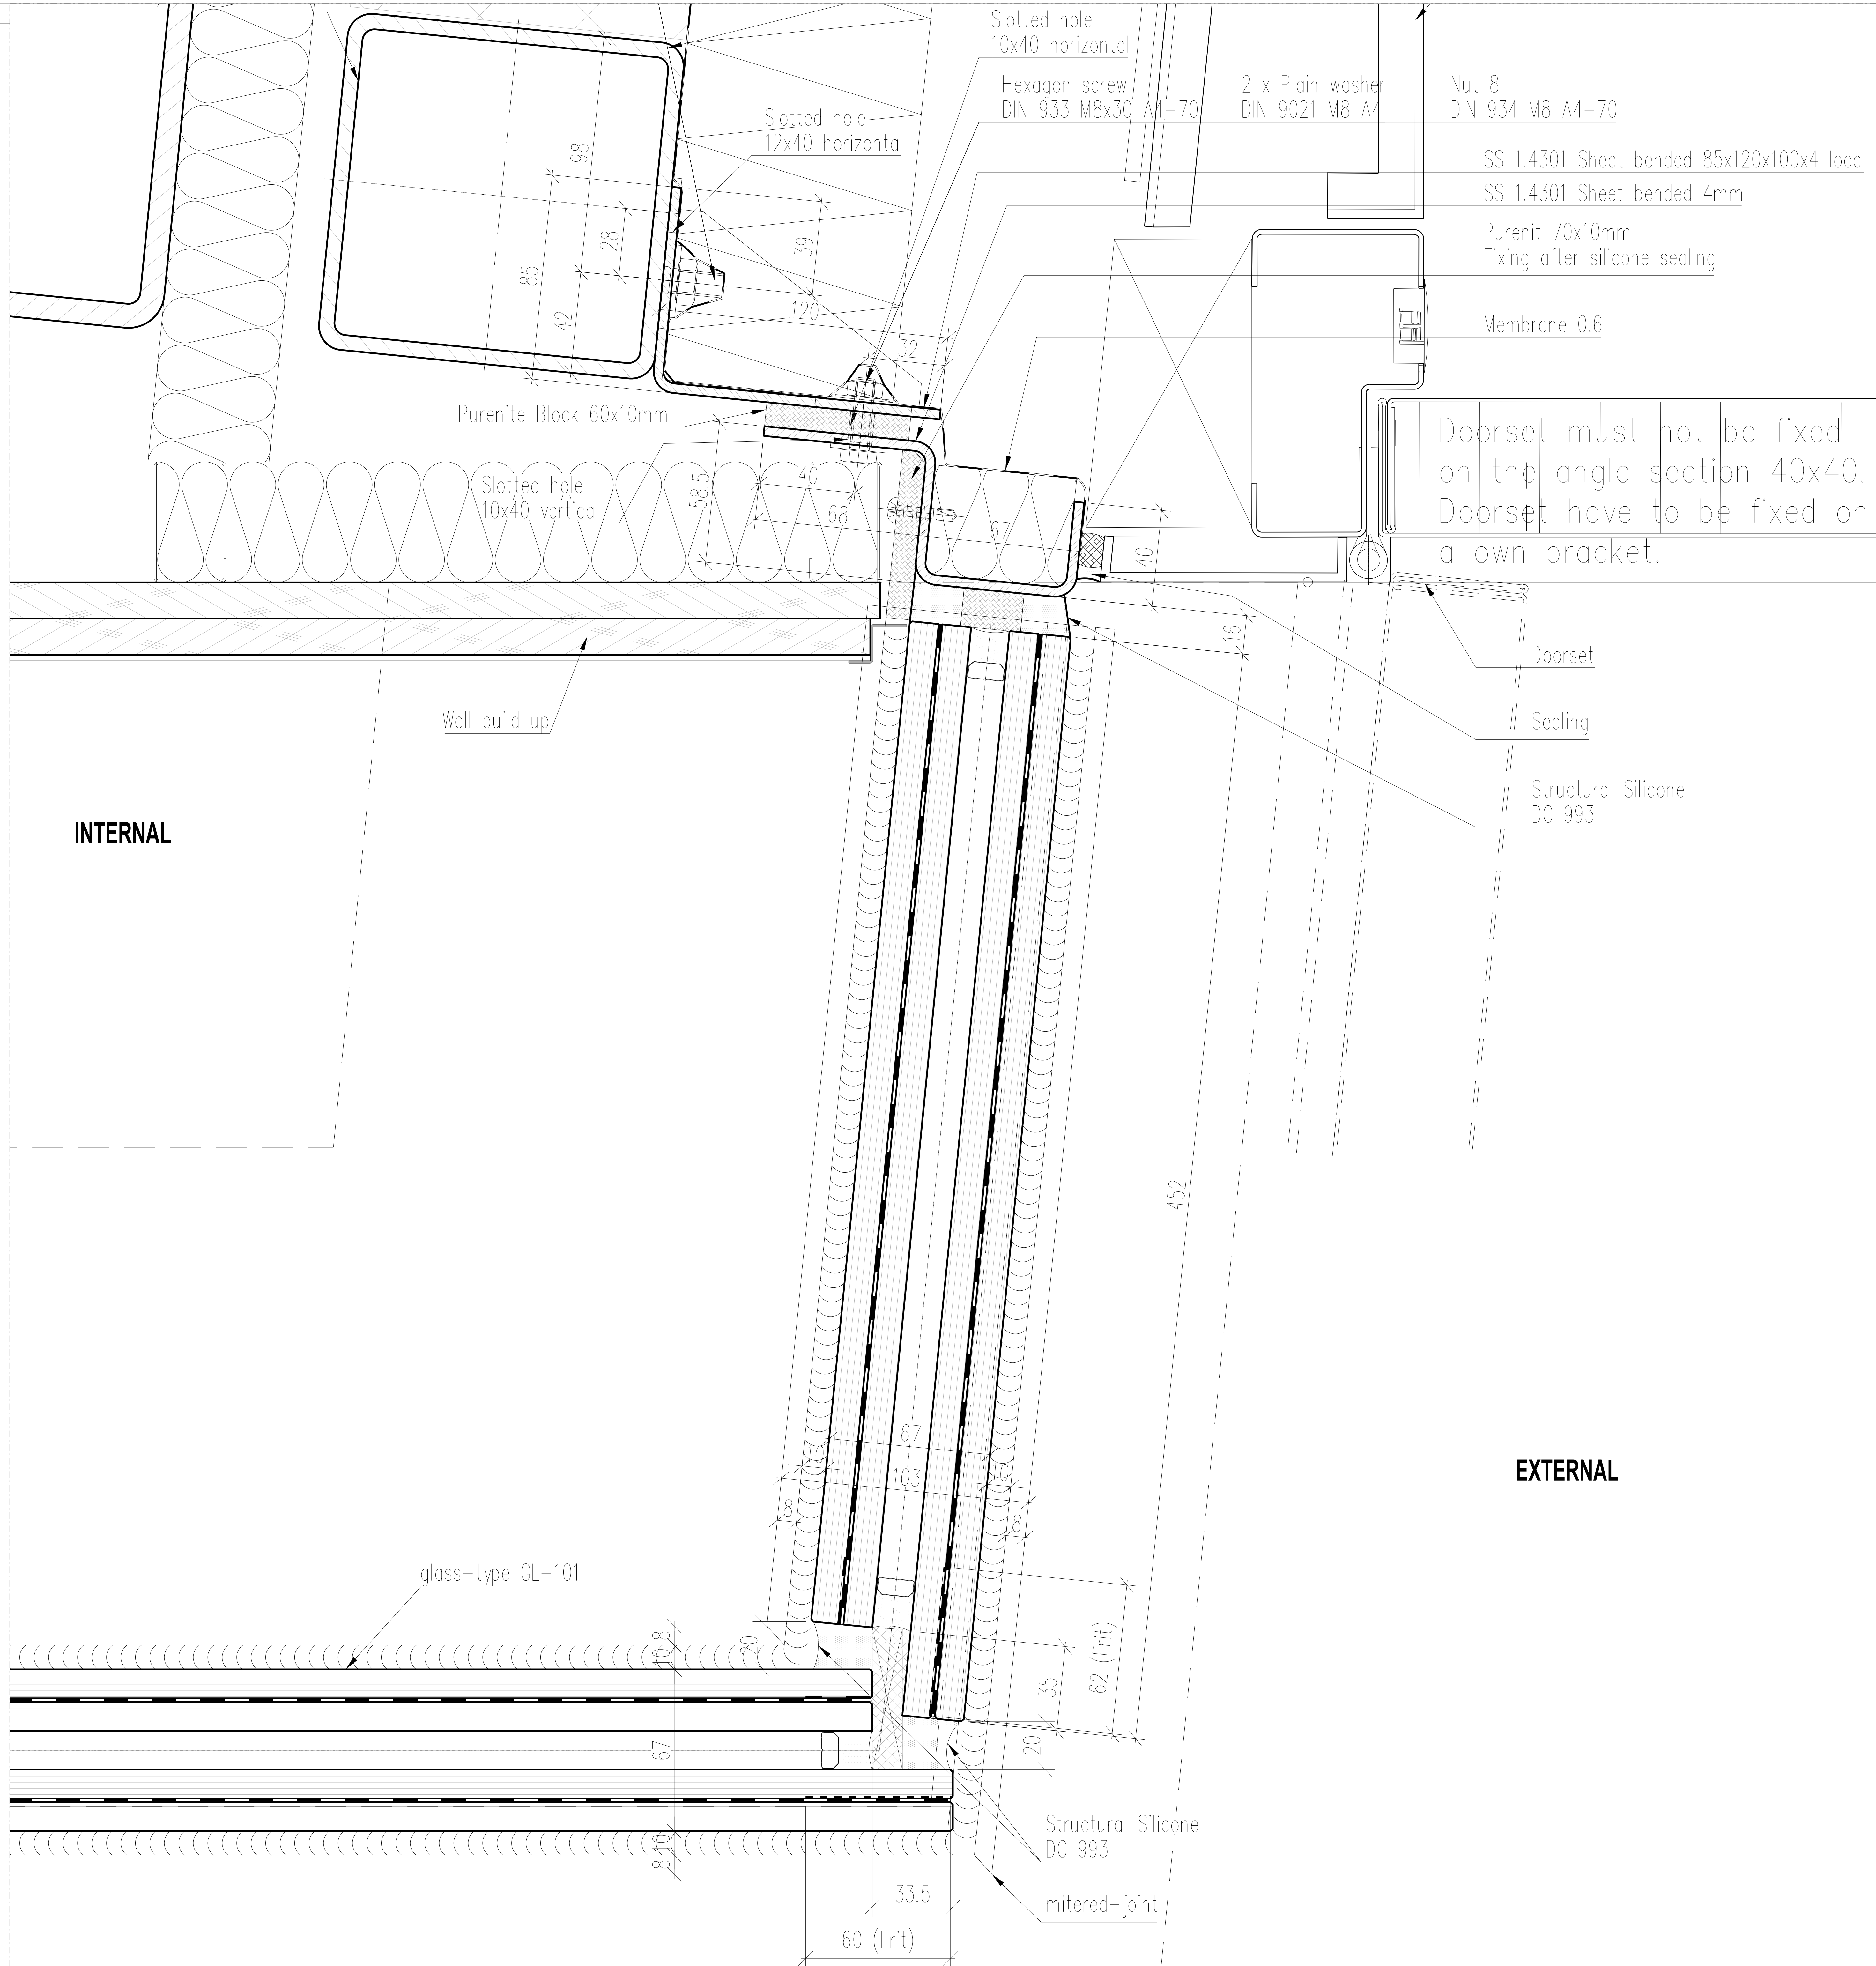 Slotted hole
10x40 horizontal
Hexagon screw
DIN 933 M8x30 A4-70
2 x Plain washer
DIN 9021 M8 A4
Nut 8
DIN 934 M8 A4-70
Slotted hole
12x40 horizontal
SS 1.4301 Sheet bended 85x120x100x4 local
SS 1.4301 Sheet bended 4mm
Purenit 70x10mm
Fixing after silicone sealing
Membrane 0.6
98
28
85
42
39
120
32
Purenite Block 60x10mm
Slotted hole
10x40 vertical
58.5
40
68
67
40
16
Doorset must not be fixed
on the angle section 40x40.
Doorset have to be fixed on
a own bracket.
Doorset
Sealing
Structural Silicone
DC 993
Wall build up
INTERNAL
452
67
10
103
10
8
8
EXTERNAL
glass-type GL-101
8
10
20
67
10
8
62 (Frit)
35
20
Structural Silicone
DC 993
mitered-joint
33.5
60 (Frit)